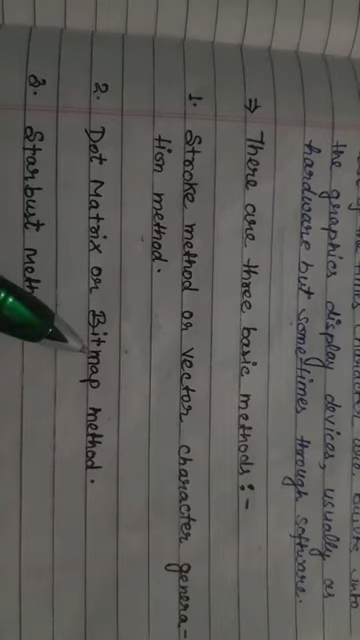 the graphics display devices, usually as
hardware but sometimes through software.
⇒ There are three basic methods :-
1. Stroke method or vector character genera-
tion method.
2. Dot Matrix or Bitmap method.
3. Starbust Meth